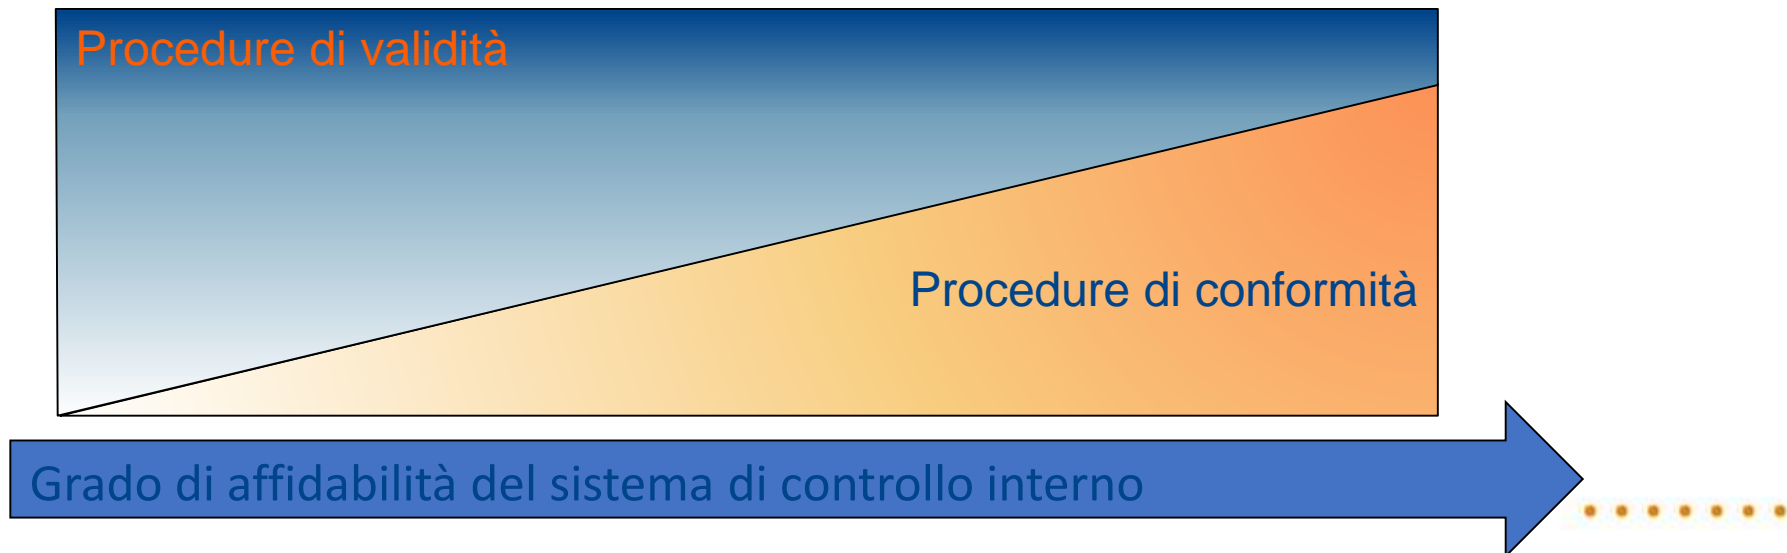 Procedure di validità
Procedure di conformità
Grado di affidabilità del sistema di controllo interno